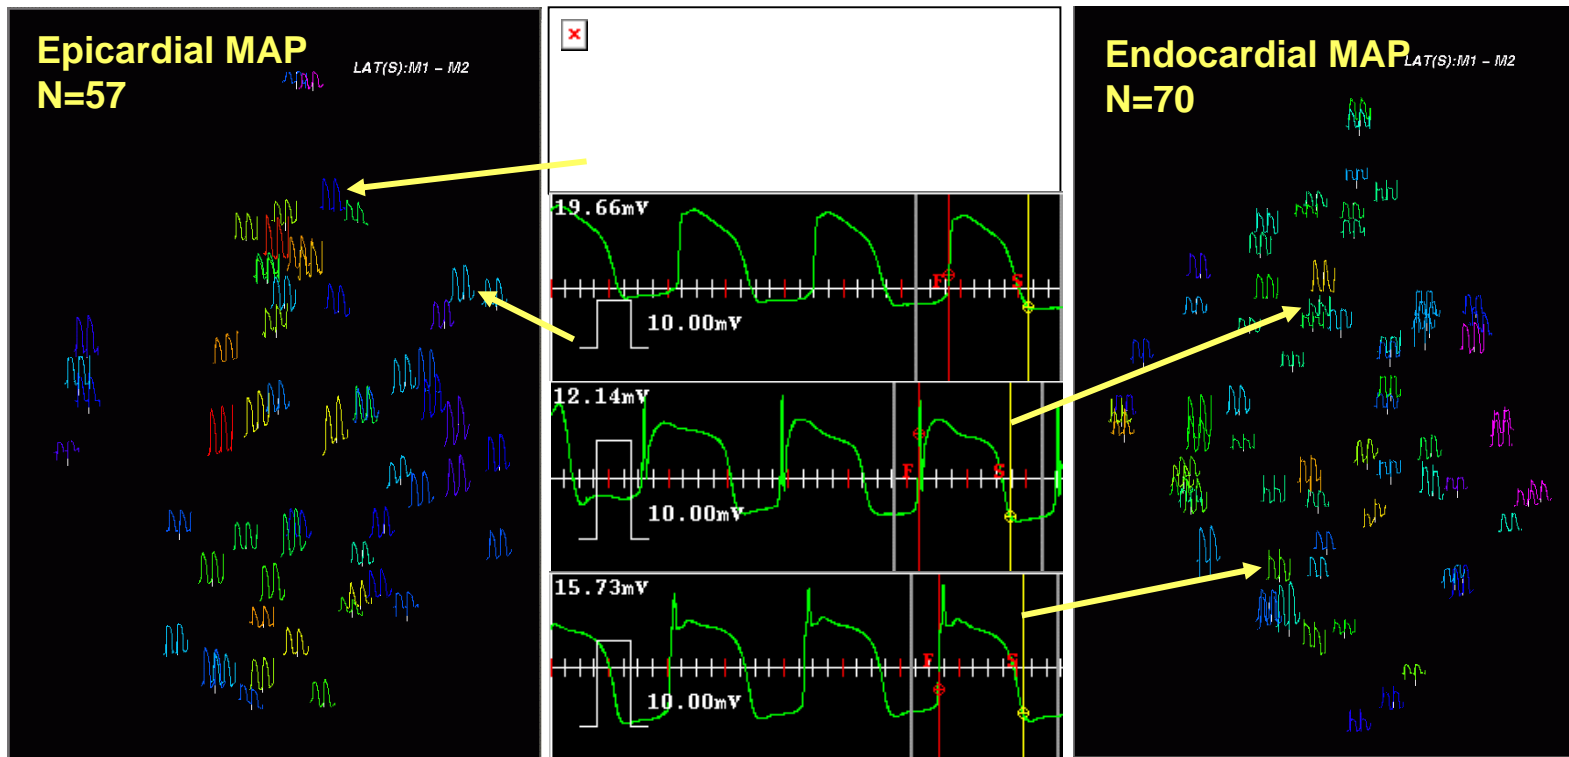 Epicardial MAP
N=57
LAT(S):M1 – M2
19.66mV
F
S
10.00mV
12.14mV
F
S
10.00mV
15.73mV
F
S
10.00mV
Endocardial MAP
LAT(S):M1 – M2
N=70